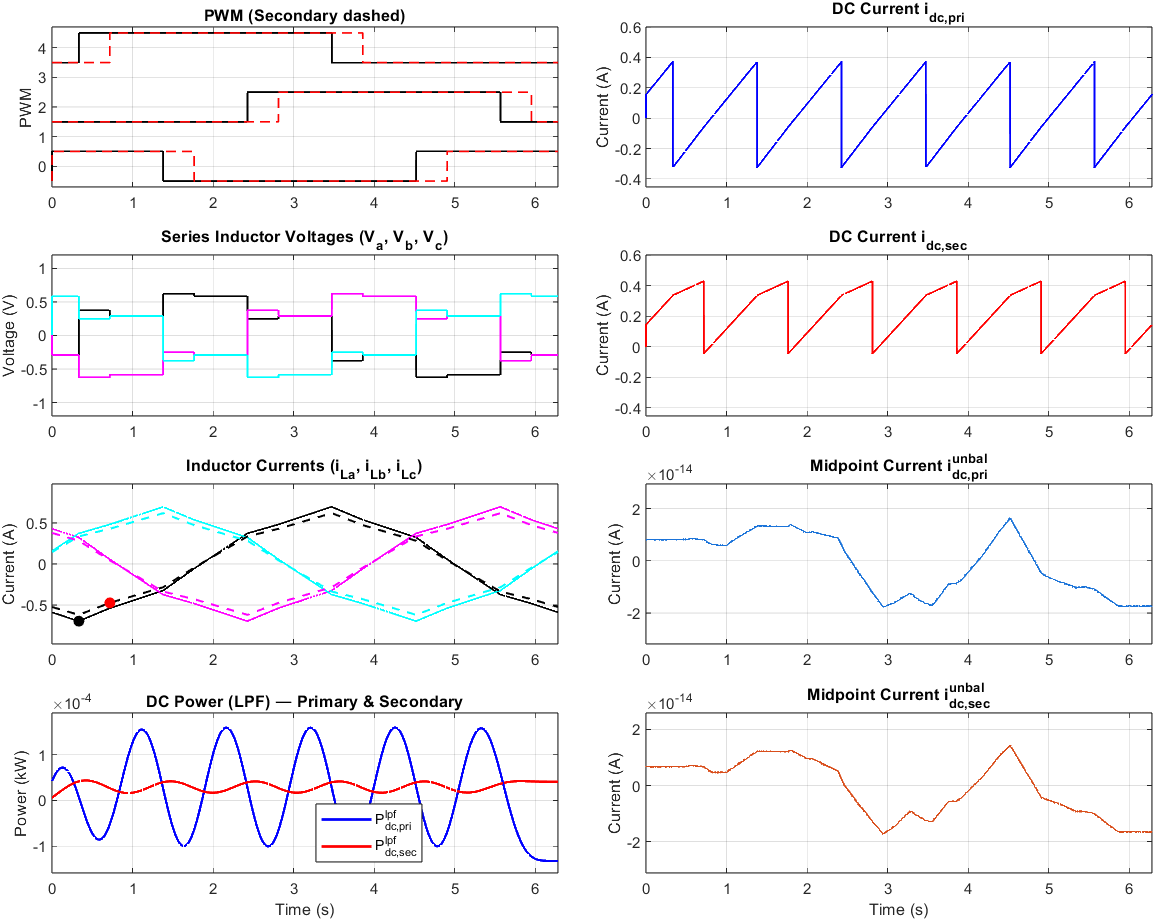 PWM (Secondary dashed)
PWM
4
3
2
1
0
0 1 2 3 4 5 6
DC Current i_dc,pri
Current (A)
0.6
0.4
0.2
0
-0.2
-0.4
0 1 2 3 4 5 6
Series Inductor Voltages (V_a, V_b, V_c)
Voltage (V)
1
0.5
0
-0.5
-1
0 1 2 3 4 5 6
DC Current i_dc,sec
Current (A)
0.6
0.4
0.2
0
-0.2
-0.4
0 1 2 3 4 5 6
Inductor Currents (i_La, i_Lb, i_Lc)
Current (A)
0.5
0
-0.5
0 1 2 3 4 5 6
Midpoint Current i_dc,pri^unbal
×10^-14
Current (A)
2
0
-2
0 1 2 3 4 5 6
DC Power (LPF) — Primary & Secondary
×10^-4
Power (kW)
1
0
-1
P_dc,pri^lpf
P_dc,sec^lpf
0 1 2 3 4 5 6
Time (s)
Midpoint Current i_dc,sec^unbal
×10^-14
Current (A)
2
0
-2
0 1 2 3 4 5 6
Time (s)